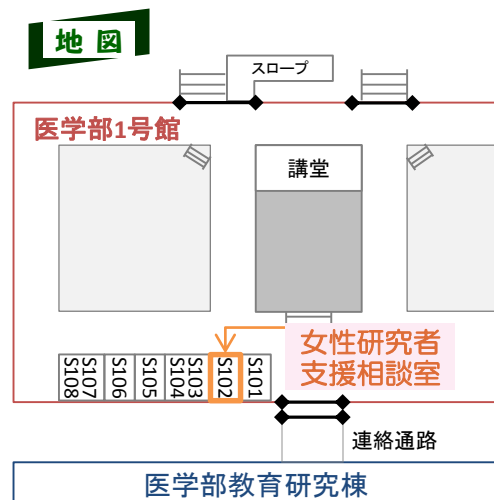 地図
スロープ
医学部1号館
講堂
女性研究者
支援相談室
S108
S107
S106
S105
S104
S103
S102
S101
連絡通路
医学部教育研究棟